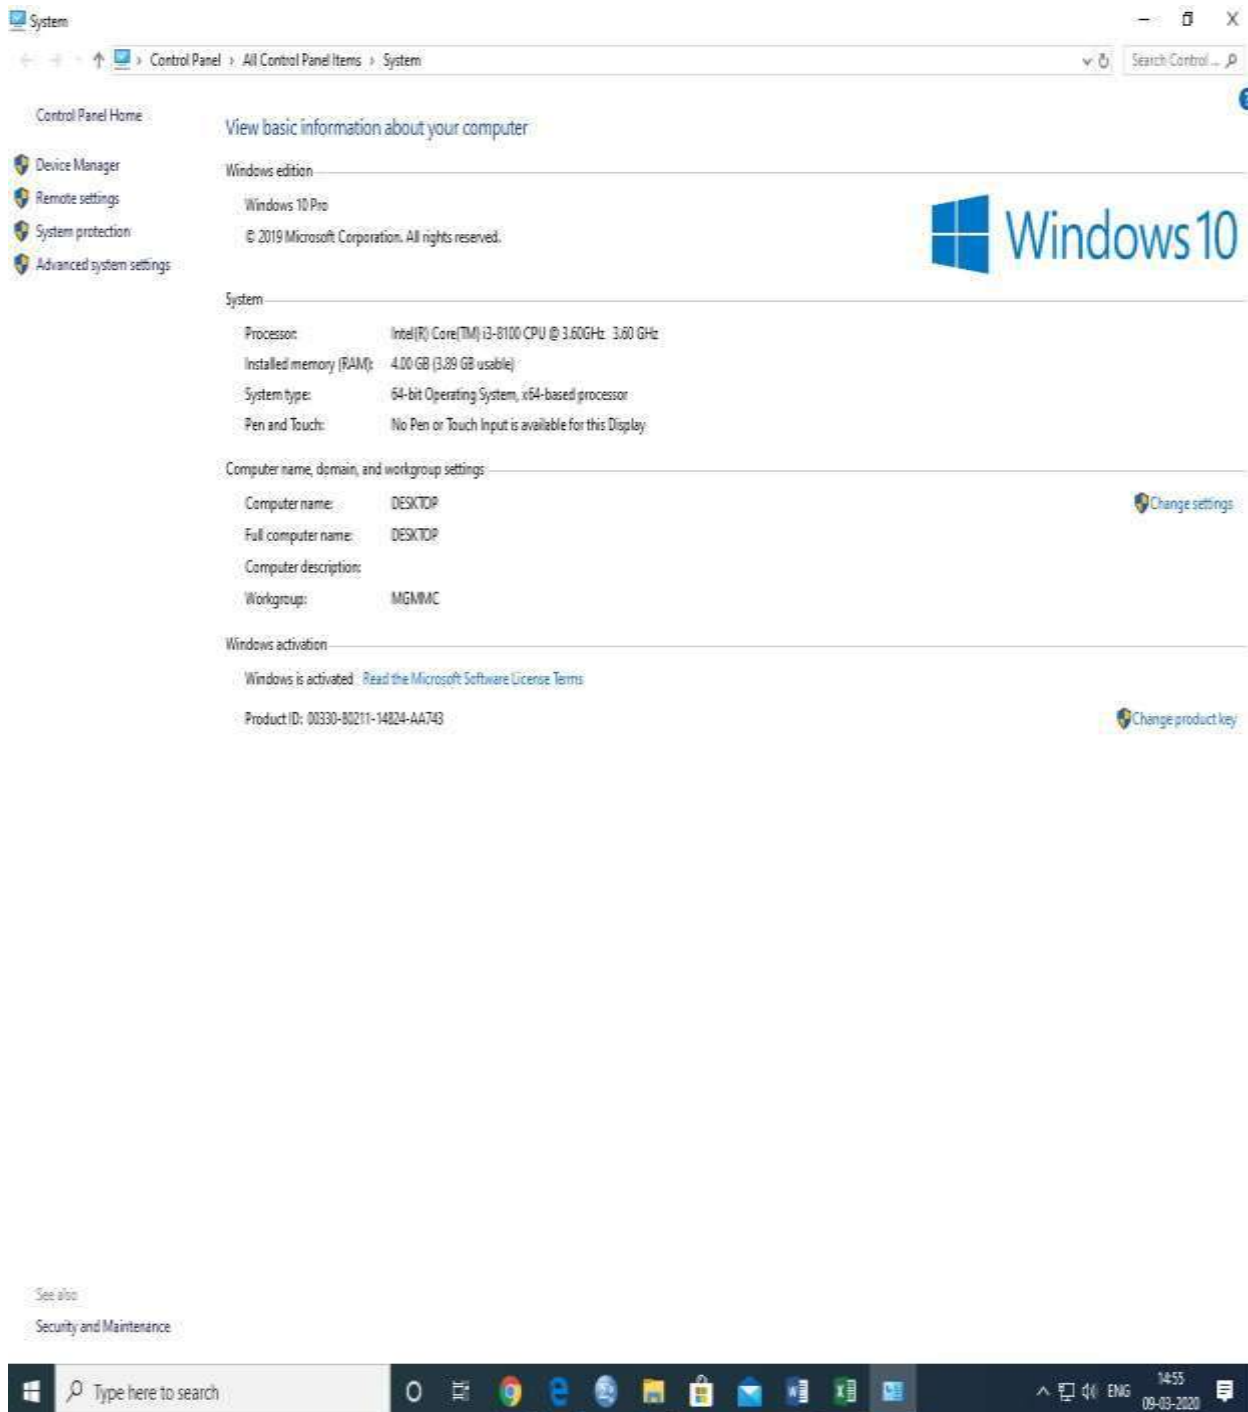 System
Control Panel › All Control Panel Items › System
Search Control ...
Control Panel Home
Device Manager
Remote settings
System protection
Advanced system settings
View basic information about your computer
Windows edition
Windows 10 Pro
© 2019 Microsoft Corporation. All rights reserved.
Windows 10
System
Processor: Intel(R) Core(TM) i3-8100 CPU @ 3.60GHz 3.60 GHz
Installed memory (RAM): 4.00 GB (3.89 GB usable)
System type: 64-bit Operating System, x64-based processor
Pen and Touch: No Pen or Touch Input is available for this Display
Computer name, domain, and workgroup settings
Computer name: DESKTOP
Change settings
Full computer name: DESKTOP
Computer description:
Workgroup: MGMMC
Windows activation
Windows is activated Read the Microsoft Software License Terms
Product ID: 00330-80211-14824-AA743
Change product key
See also
Security and Maintenance
Type here to search
ENG
14:55
09-03-2020